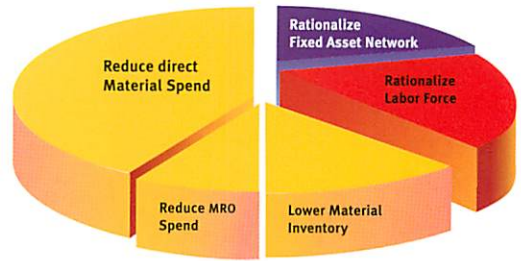 Rationalize
Fixed Asset Network
Reduce direct
Material Spend
Rationalize
Labor Force
Reduce MRO
Spend
Lower Material
Inventory